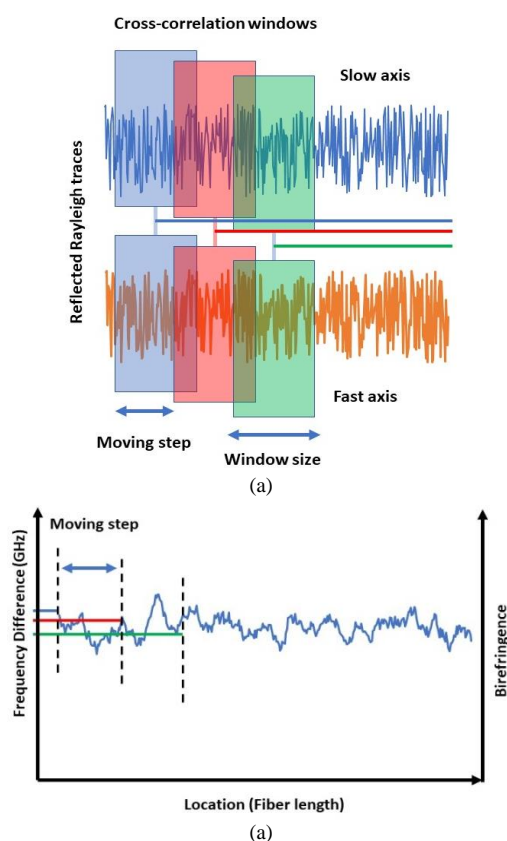 Cross-correlation windows
Slow axis
Reflected Rayleigh traces
Fast axis
Moving step
Window size
(a)
Moving step
Frequency Difference (GHz)
Birefringence
Location (Fiber length)
(a)